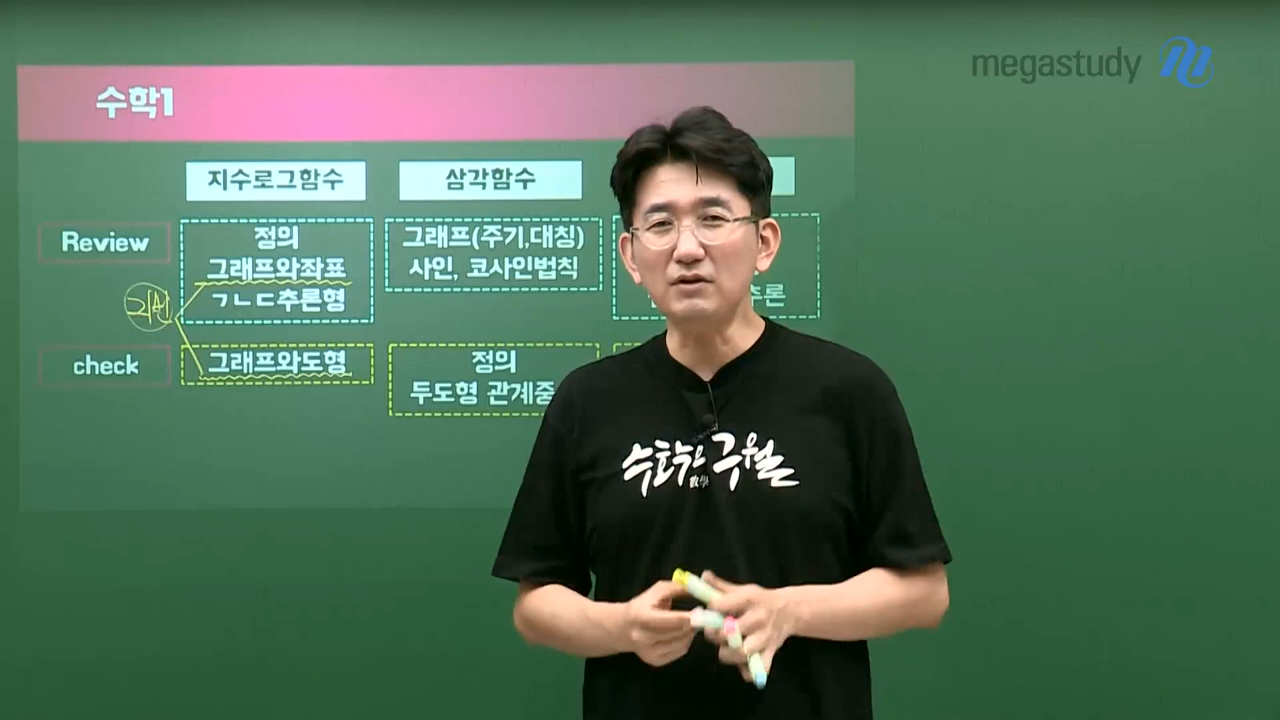 megastudy
수학1
지수로그함수
삼각함수
Review
정의
그래프와좌표
ㄱㄴㄷ추론형
그래프(주기,대칭)
사인, 코사인법칙
추론
check
그래프와도형
정의
두도형 관계중
수학은 구월
數學